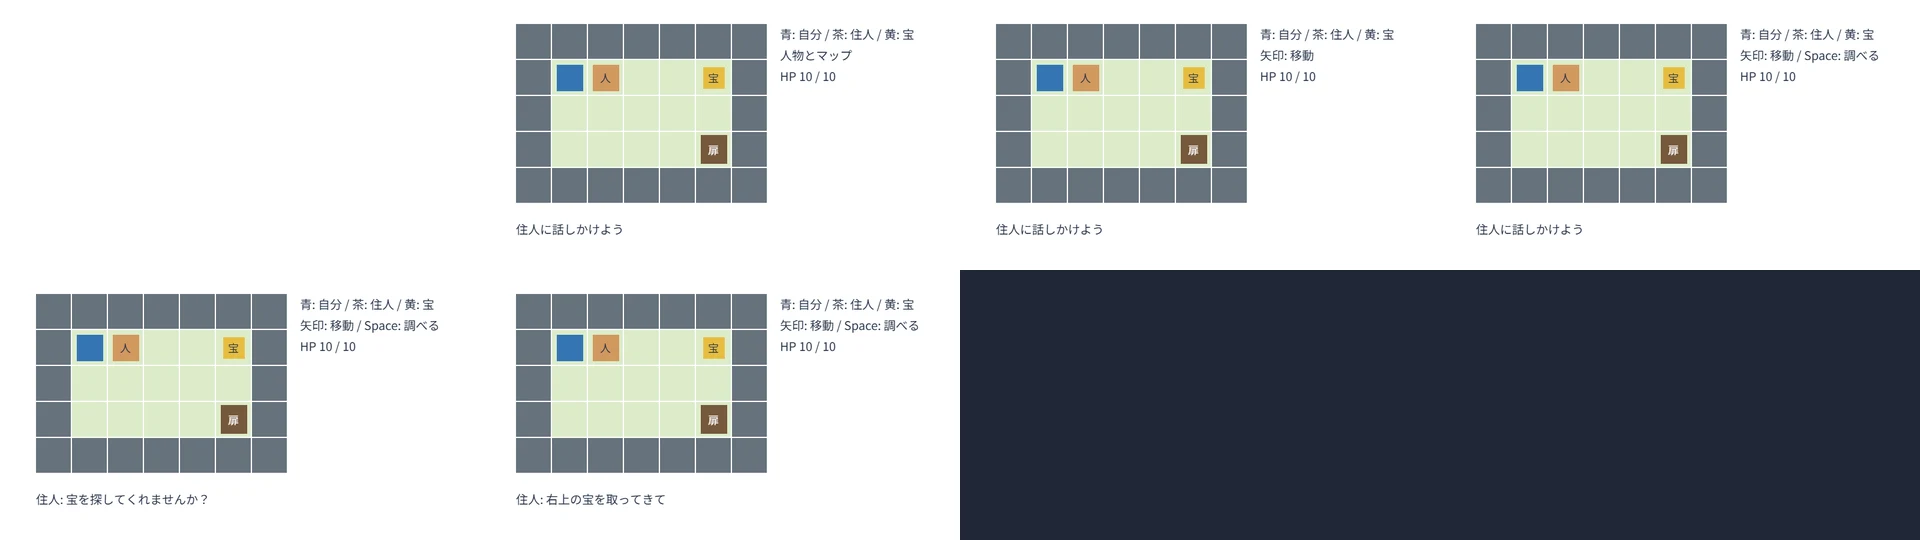 青: 自分 / 茶: 住人 / 黄: 宝
人物とマップ
HP 10 / 10
人
宝
扉
住人に話しかけよう
青: 自分 / 茶: 住人 / 黄: 宝
矢印: 移動
HP 10 / 10
人
宝
扉
住人に話しかけよう
青: 自分 / 茶: 住人 / 黄: 宝
矢印: 移動 / Space: 調べる
HP 10 / 10
人
宝
扉
住人に話しかけよう
青: 自分 / 茶: 住人 / 黄: 宝
矢印: 移動 / Space: 調べる
HP 10 / 10
人
宝
扉
住人: 宝を探してくれませんか？
青: 自分 / 茶: 住人 / 黄: 宝
矢印: 移動 / Space: 調べる
HP 10 / 10
人
宝
扉
住人: 右上の宝を取ってきて